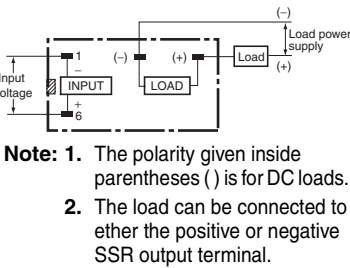 (−)
Load power
supply
1
(−)
(+)
Load
(+)
Input
voltage
−
INPUT
LOAD
+
6
Note: 1. The polarity given inside
parentheses ( ) is for DC loads.
2. The load can be connected to
ether the positive or negative
SSR output terminal.